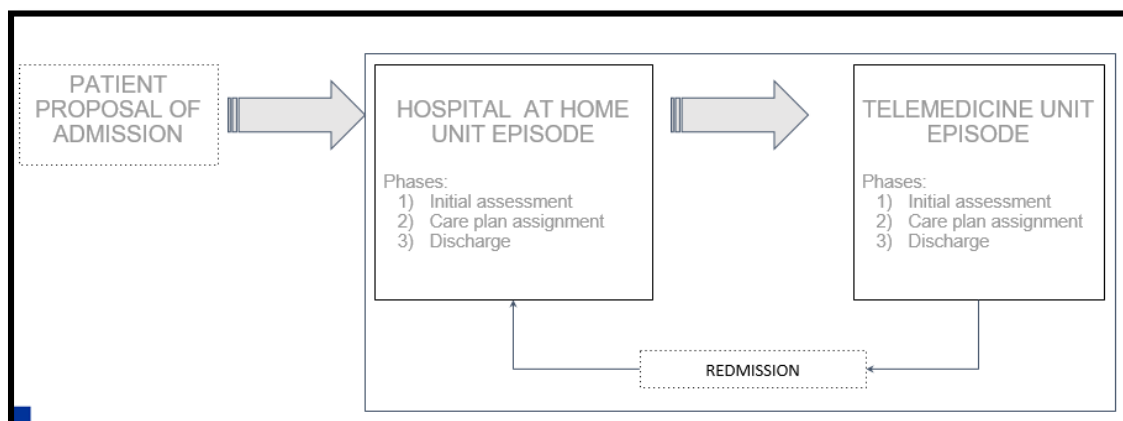 PATIENT
PROPOSAL OF
ADMISSION
HOSPITAL AT HOME
UNIT EPISODE
Phases:
1) Initial assessment
2) Care plan assignment
3) Discharge
TELEMEDICINE UNIT
EPISODE
Phases:
1) Initial assessment
2) Care plan assignment
3) Discharge
REDMISSION